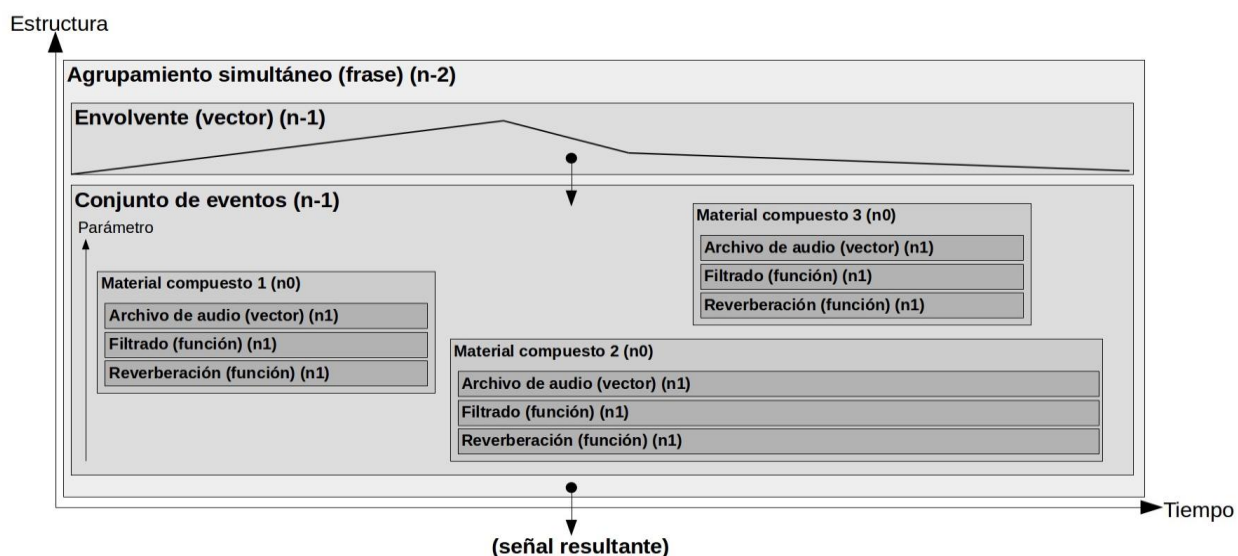 Estructura
Agrupamiento simultáneo (frase) (n-2)
Envolvente (vector) (n-1)
Conjunto de eventos (n-1)
Parámetro
Material compuesto 1 (n0)
Archivo de audio (vector) (n1)
Filtrado (función) (n1)
Reverberación (función) (n1)
Material compuesto 2 (n0)
Archivo de audio (vector) (n1)
Filtrado (función) (n1)
Reverberación (función) (n1)
Material compuesto 3 (n0)
Archivo de audio (vector) (n1)
Filtrado (función) (n1)
Reverberación (función) (n1)
Tiempo
(señal resultante)